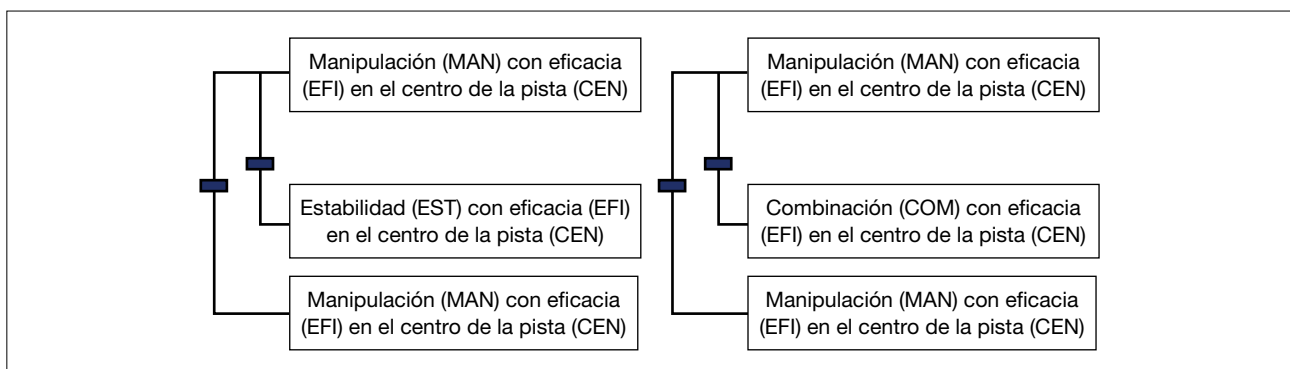 Manipulación (MAN) con eficacia
(EFI) en el centro de la pista (CEN)
Estabilidad (EST) con eficacia (EFI)
en el centro de la pista (CEN)
Manipulación (MAN) con eficacia
(EFI) en el centro de la pista (CEN)
Manipulación (MAN) con eficacia
(EFI) en el centro de la pista (CEN)
Combinación (COM) con eficacia
(EFI) en el centro de la pista (CEN)
Manipulación (MAN) con eficacia
(EFI) en el centro de la pista (CEN)